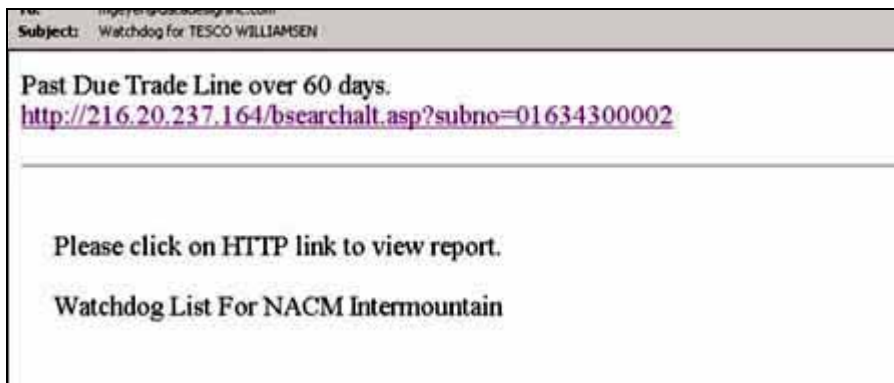 Subject: Watchdog for TESCO WILLIAMSEN
Past Due Trade Line over 60 days.
http://216.20.237.164/bsearchalt.asp?subno=01634300002
Please click on HTTP link to view report.
Watchdog List For NACM Intermountain